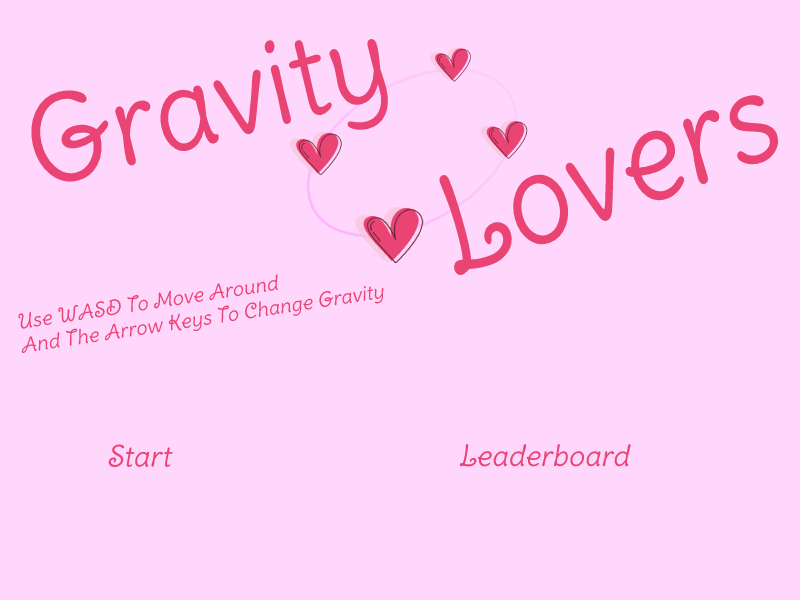 Gravity
Lovers
Use WASD To Move Around
And The Arrow Keys To Change Gravity
Start
Leaderboard